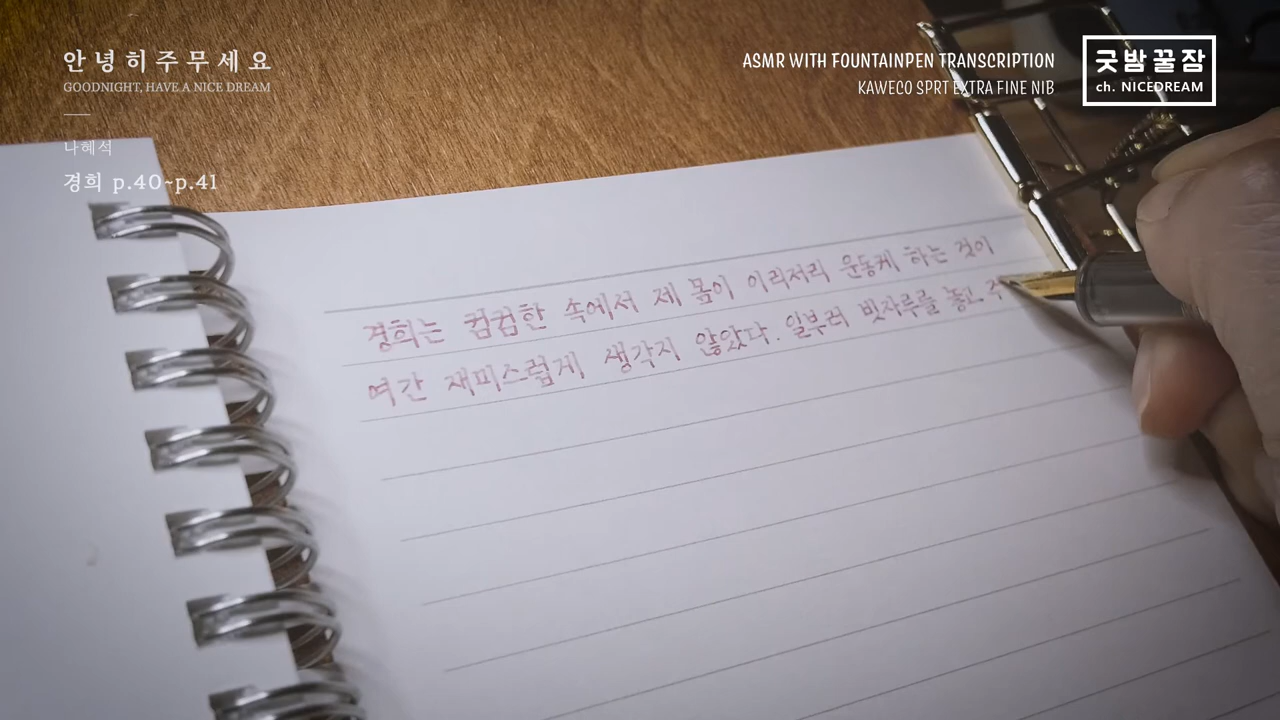 안녕히주무세요
GOODNIGHT, HAVE A NICE DREAM
나혜석
경희 p.40~p.41
ASMR WITH FOUNTAINPEN TRANSCRIPTION
KAWECO SPRT EXTRA FINE NIB
굿밤꿀잠
ch. NICEDREAM
경희는 컴컴한 속에서 제 몸이 이리저리 운동케 하는 것이
여간 재미스럽게 생각지 않았다. 일부러 빗자루를 놓고 주